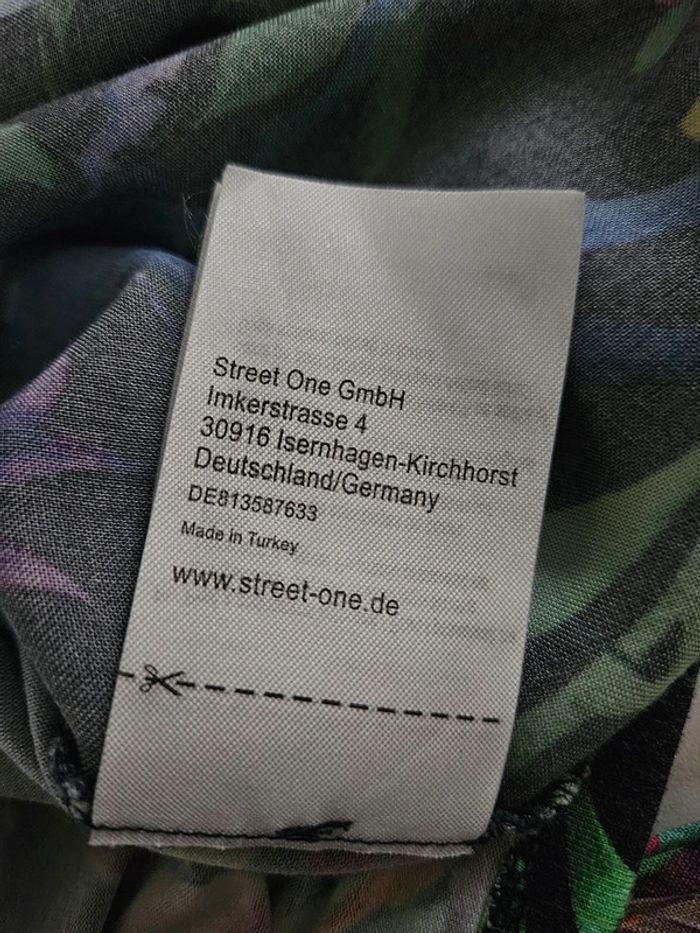 Street One GmbH
Imkerstrasse 4
30916 Isernhagen-Kirchhorst
Deutschland/Germany
DE813587633
Made in Turkey
www.street-one.de